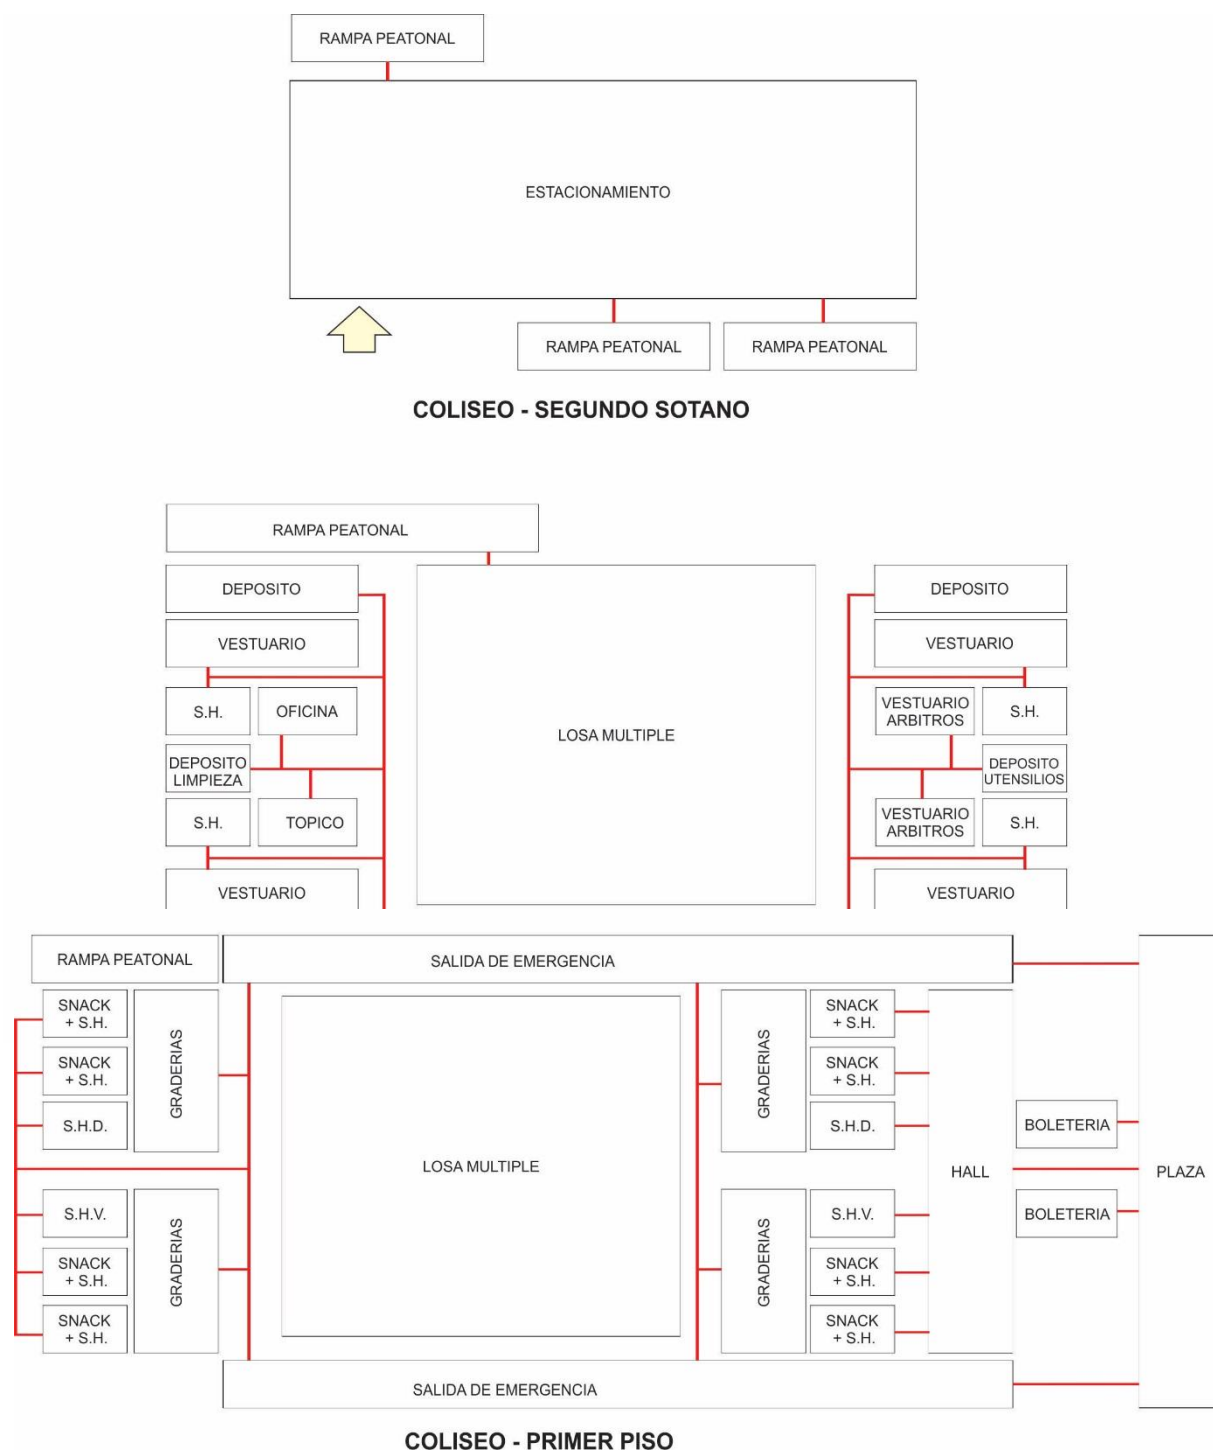 RAMPA PEATONAL
ESTACIONAMIENTO
RAMPA PEATONAL
RAMPA PEATONAL
COLISEO - SEGUNDO SOTANO
RAMPA PEATONAL
DEPOSITO
DEPOSITO
VESTUARIO
VESTUARIO
S.H.
OFICINA
VESTUARIO
ARBITROS
S.H.
LOSA MULTIPLE
DEPOSITO
LIMPIEZA
DEPOSITO
UTENSILIOS
S.H.
TOPICO
VESTUARIO
ARBITROS
S.H.
VESTUARIO
VESTUARIO
RAMPA PEATONAL
SALIDA DE EMERGENCIA
SNACK
+ S.H.
SNACK
+ S.H.
S.H.D.
GRADERIAS
S.H.V.
SNACK
+ S.H.
SNACK
+ S.H.
GRADERIAS
LOSA MULTIPLE
GRADERIAS
SNACK
+ S.H.
SNACK
+ S.H.
S.H.D.
GRADERIAS
S.H.V.
SNACK
+ S.H.
SNACK
+ S.H.
HALL
BOLETERIA
BOLETERIA
PLAZA
SALIDA DE EMERGENCIA
COLISEO - PRIMER PISO